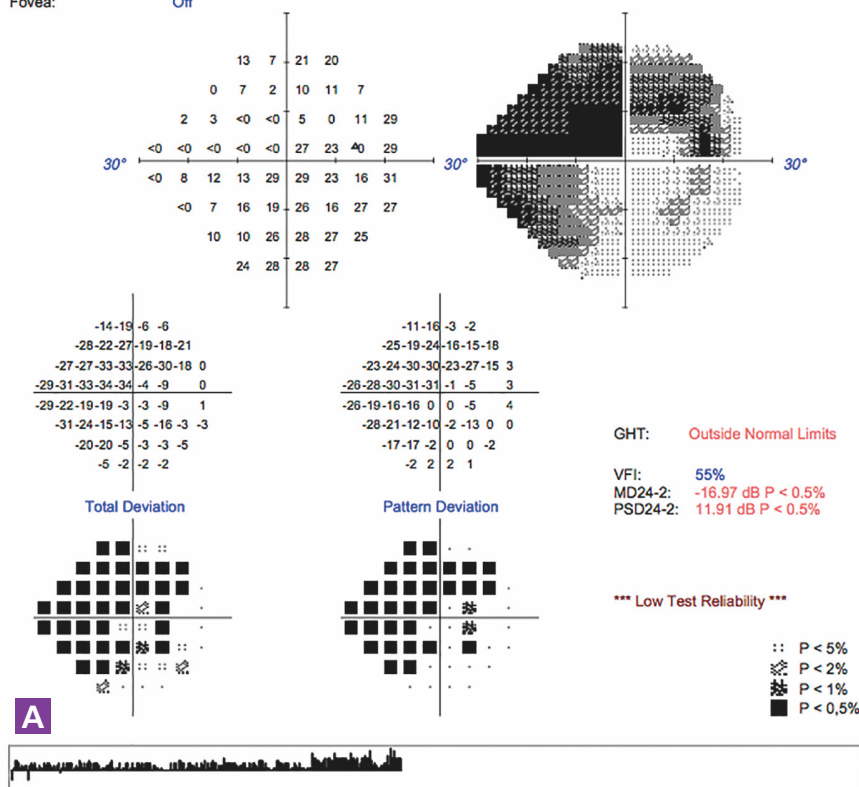 Fovea: Off
13 7 21 20
0 7 2 10 11 7
2 3 <0 <0 5 0 11 29
<0 <0 <0 <0 <0 27 23 0 29
30° 30° 30°
<0 8 12 13 29 29 23 16 31
<0 7 16 19 26 16 27 27
10 10 26 28 27 25
24 28 28 27
-14 -19 -6 -6
-28 -22 -27 -19 -18 -21
-27 -27 -33 -33 -26 -30 -18 0
-29 -31 -33 -34 -34 -4 -9 0
-29 -22 -19 -19 -3 -3 -9 1
-31 -24 -15 -13 -5 -16 -3 -3
-20 -20 -5 -3 -3 -5
-5 -2 -2 -2
Total Deviation
-11 -16 -3 -2
-25 -19 -24 -16 -15 -18
-23 -24 -30 -30 -23 -27 -15 3
-26 -28 -30 -31 -31 -1 -5 3
-26 -19 -16 -16 0 0 -5 4
-28 -21 -12 -10 -2 -13 0 0
-17 -17 -2 0 0 -2
-2 2 2 1
Pattern Deviation
GHT: Outside Normal Limits
VFI: 55%
MD24-2: -16.97 dB P < 0.5%
PSD24-2: 11.91 dB P < 0.5%
*** Low Test Reliability ***
P < 5%
P < 2%
P < 1%
P < 0,5%
A